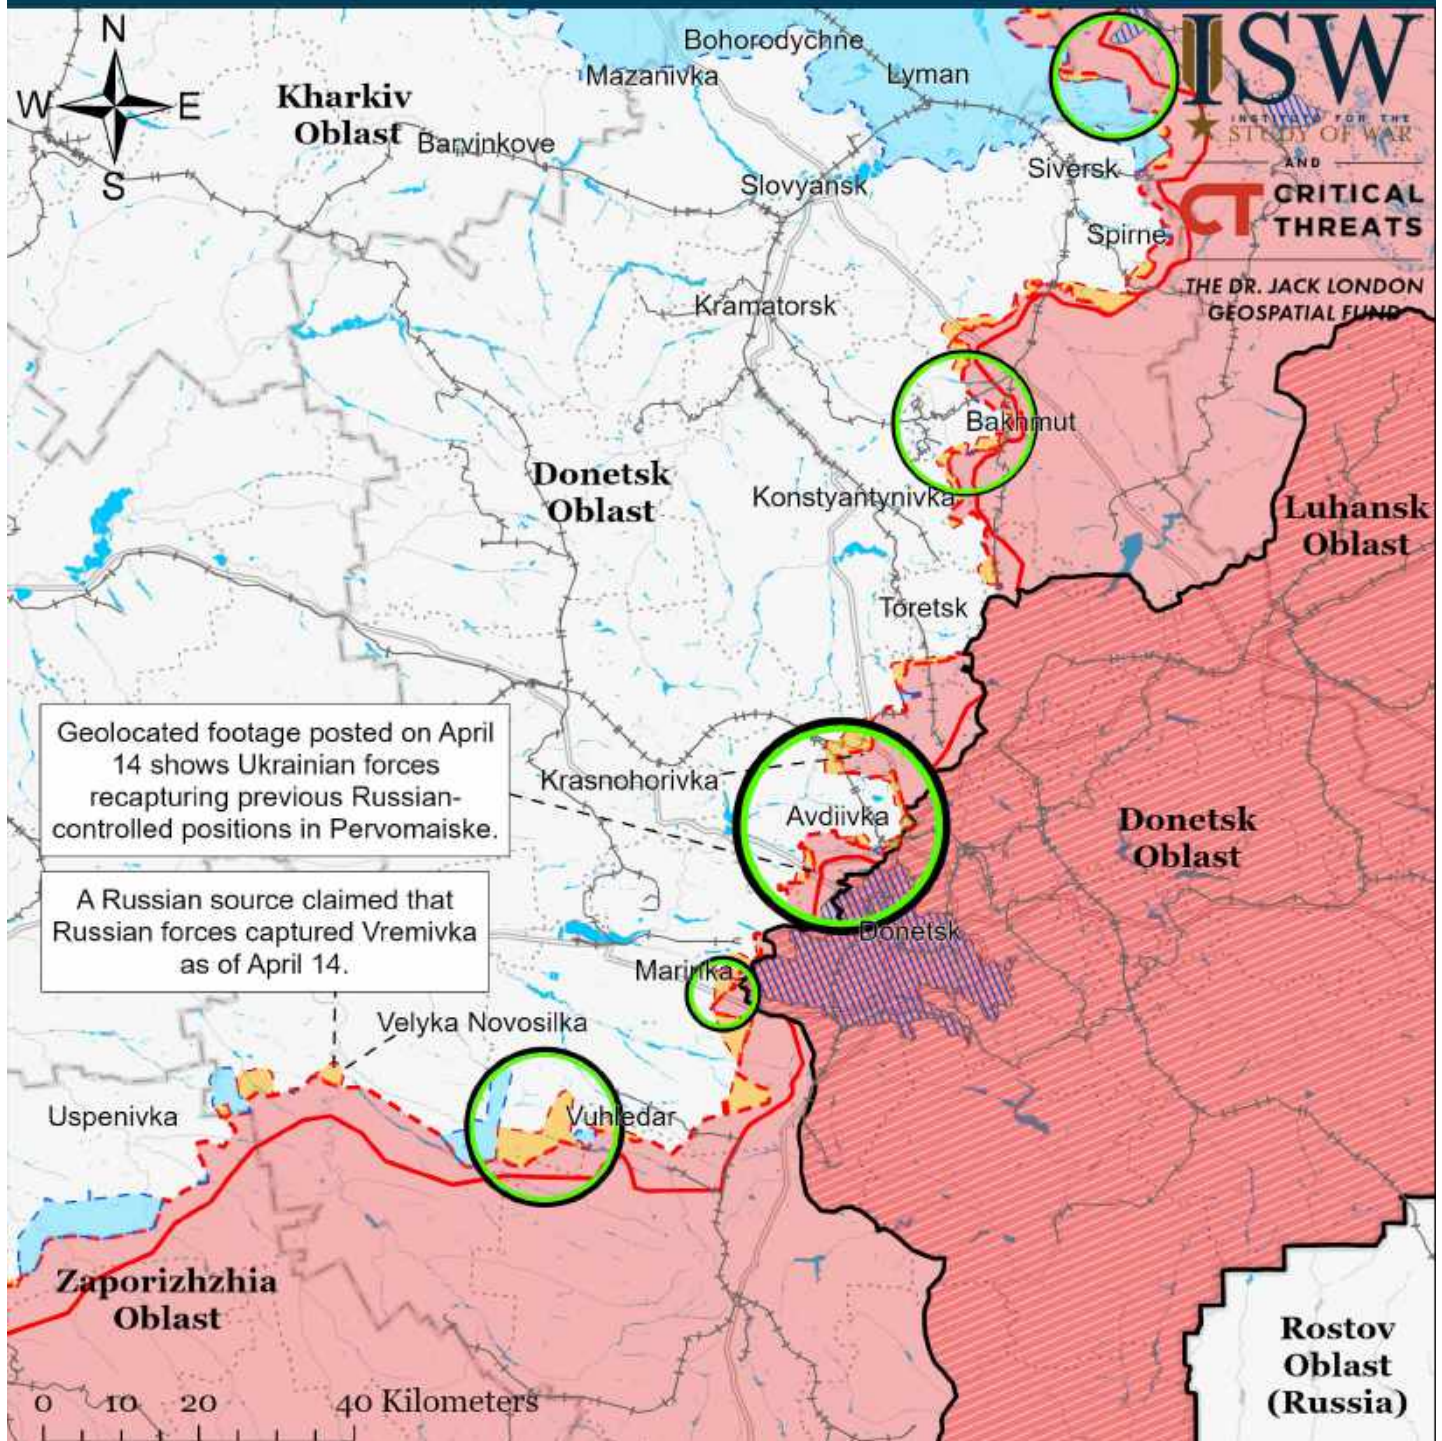 N
W E
S
Kharkiv
Oblast
Bohorodychne
Mazanivka
Lyman
Barvinkove
Slovyansk
Siversk
Spirne
ISW
INSTITUTE FOR THE
STUDY OF WAR
AND
CT CRITICAL
THREATS
THE DR. JACK LONDON
GEOSPATIAL FUND
Kramatorsk
Bakhmut
Donetsk
Oblast
Konstyantynivka
Luhansk
Oblast
Toretsk
Geolocated footage posted on April
14 shows Ukrainian forces
recapturing previous Russian-
controlled positions in Pervomaiske.
Krasnohorivka
Avdiivka
Donetsk
Oblast
A Russian source claimed that
Russian forces captured Vremivka
as of April 14.
Donetsk
Marinka
Velyka Novosilka
Uspenivka
Vuhledar
Zaporizhzhia
Oblast
Rostov
Oblast
(Russia)
0 10 20 40 Kilometers